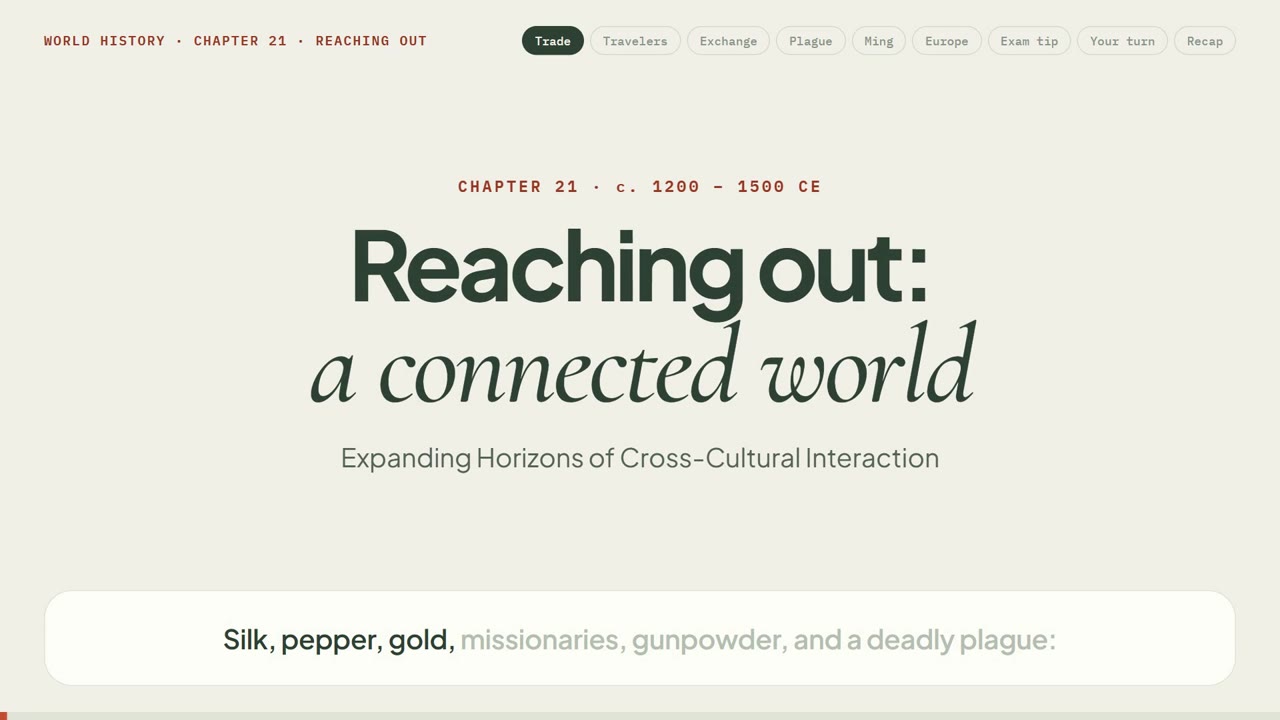 WORLD HISTORY · CHAPTER 21 · REACHING OUT
Trade
Travelers
Exchange
Plague
Ming
Europe
Exam tip
Your turn
Recap
CHAPTER 21 · c. 1200 – 1500 CE
Reaching out:
a connected world
Expanding Horizons of Cross-Cultural Interaction
Silk, pepper, gold, missionaries, gunpowder, and a deadly plague: